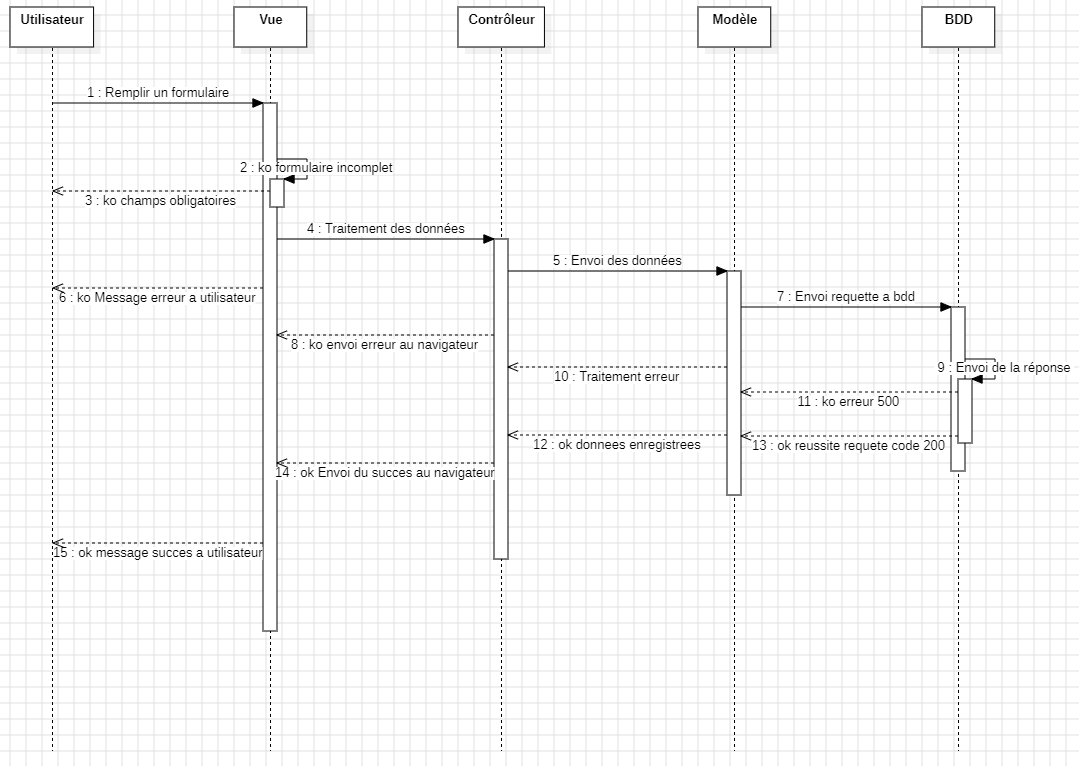 Utilisateur
Vue
Contrôleur
Modèle
BDD
1 : Remplir un formulaire
2 : ko formulaire incomplet
3 : ko champs obligatoires
4 : Traitement des données
5 : Envoi des données
6 : ko Message erreur a utilisateur
7 : Envoi requette a bdd
8 : ko envoi erreur au navigateur
9 : Envoi de la réponse
10 : Traitement erreur
11 : ko erreur 500
12 : ok donnees enregistrees
13 : ok reussite requete code 200
14 : ok Envoi du succes au navigateur
15 : ok message succes a utilisateur